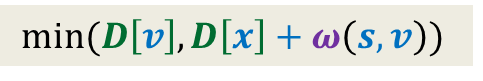 min(D[v], D[x] + ω(s, v))